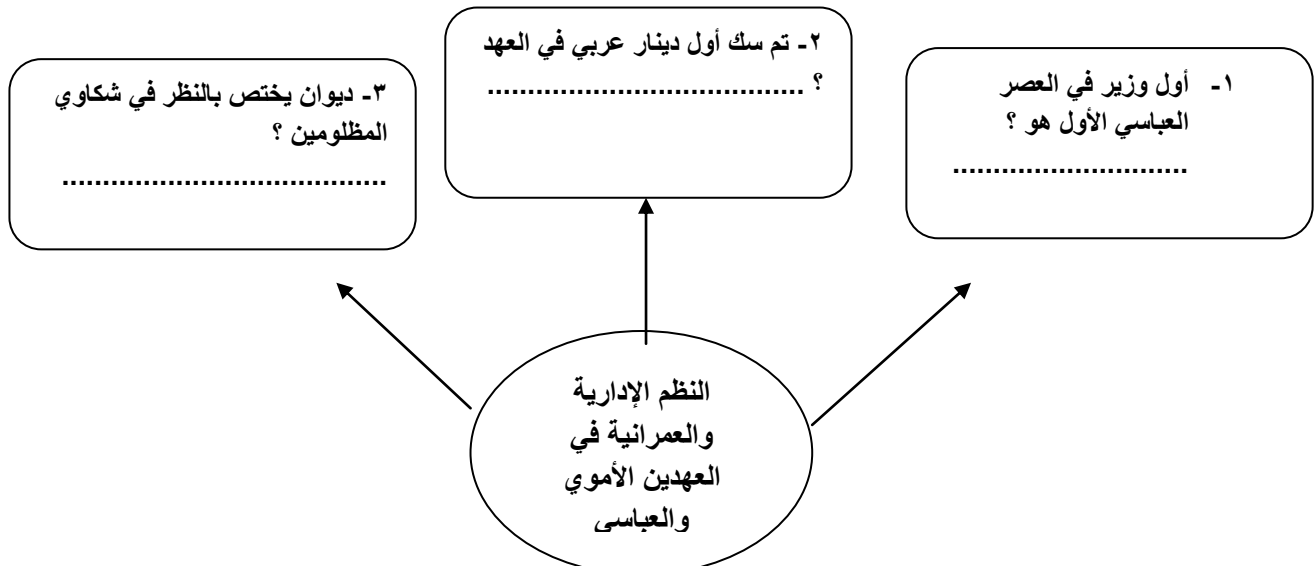 ١- أول وزير في العصر
العباسي الأول هو ؟
.............................
٢- تم سك أول دينار عربي في العهد
؟ .......................................
٣- ديوان يختص بالنظر في شكاوي
المظلومين ؟
........................................
النظم الإدارية
والعمرانية في
العهدين الأموي
والعباسي